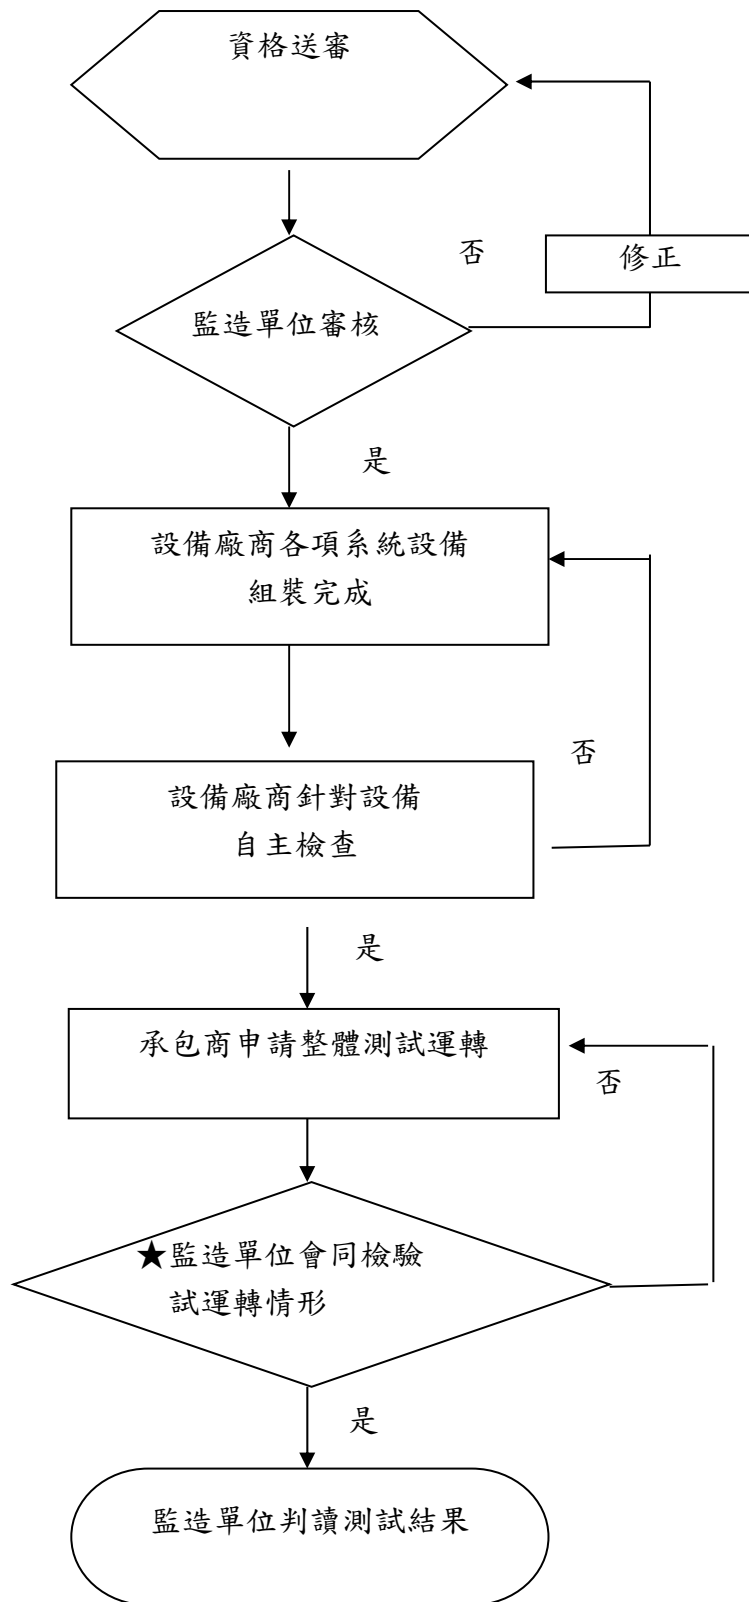 資格送審
否
修正
監造單位審核
是
設備廠商各項系統設備
組裝完成
否
設備廠商針對設備
自主檢查
是
承包商申請整體測試運轉
否
★監造單位會同檢驗
試運轉情形
是
監造單位判讀測試結果